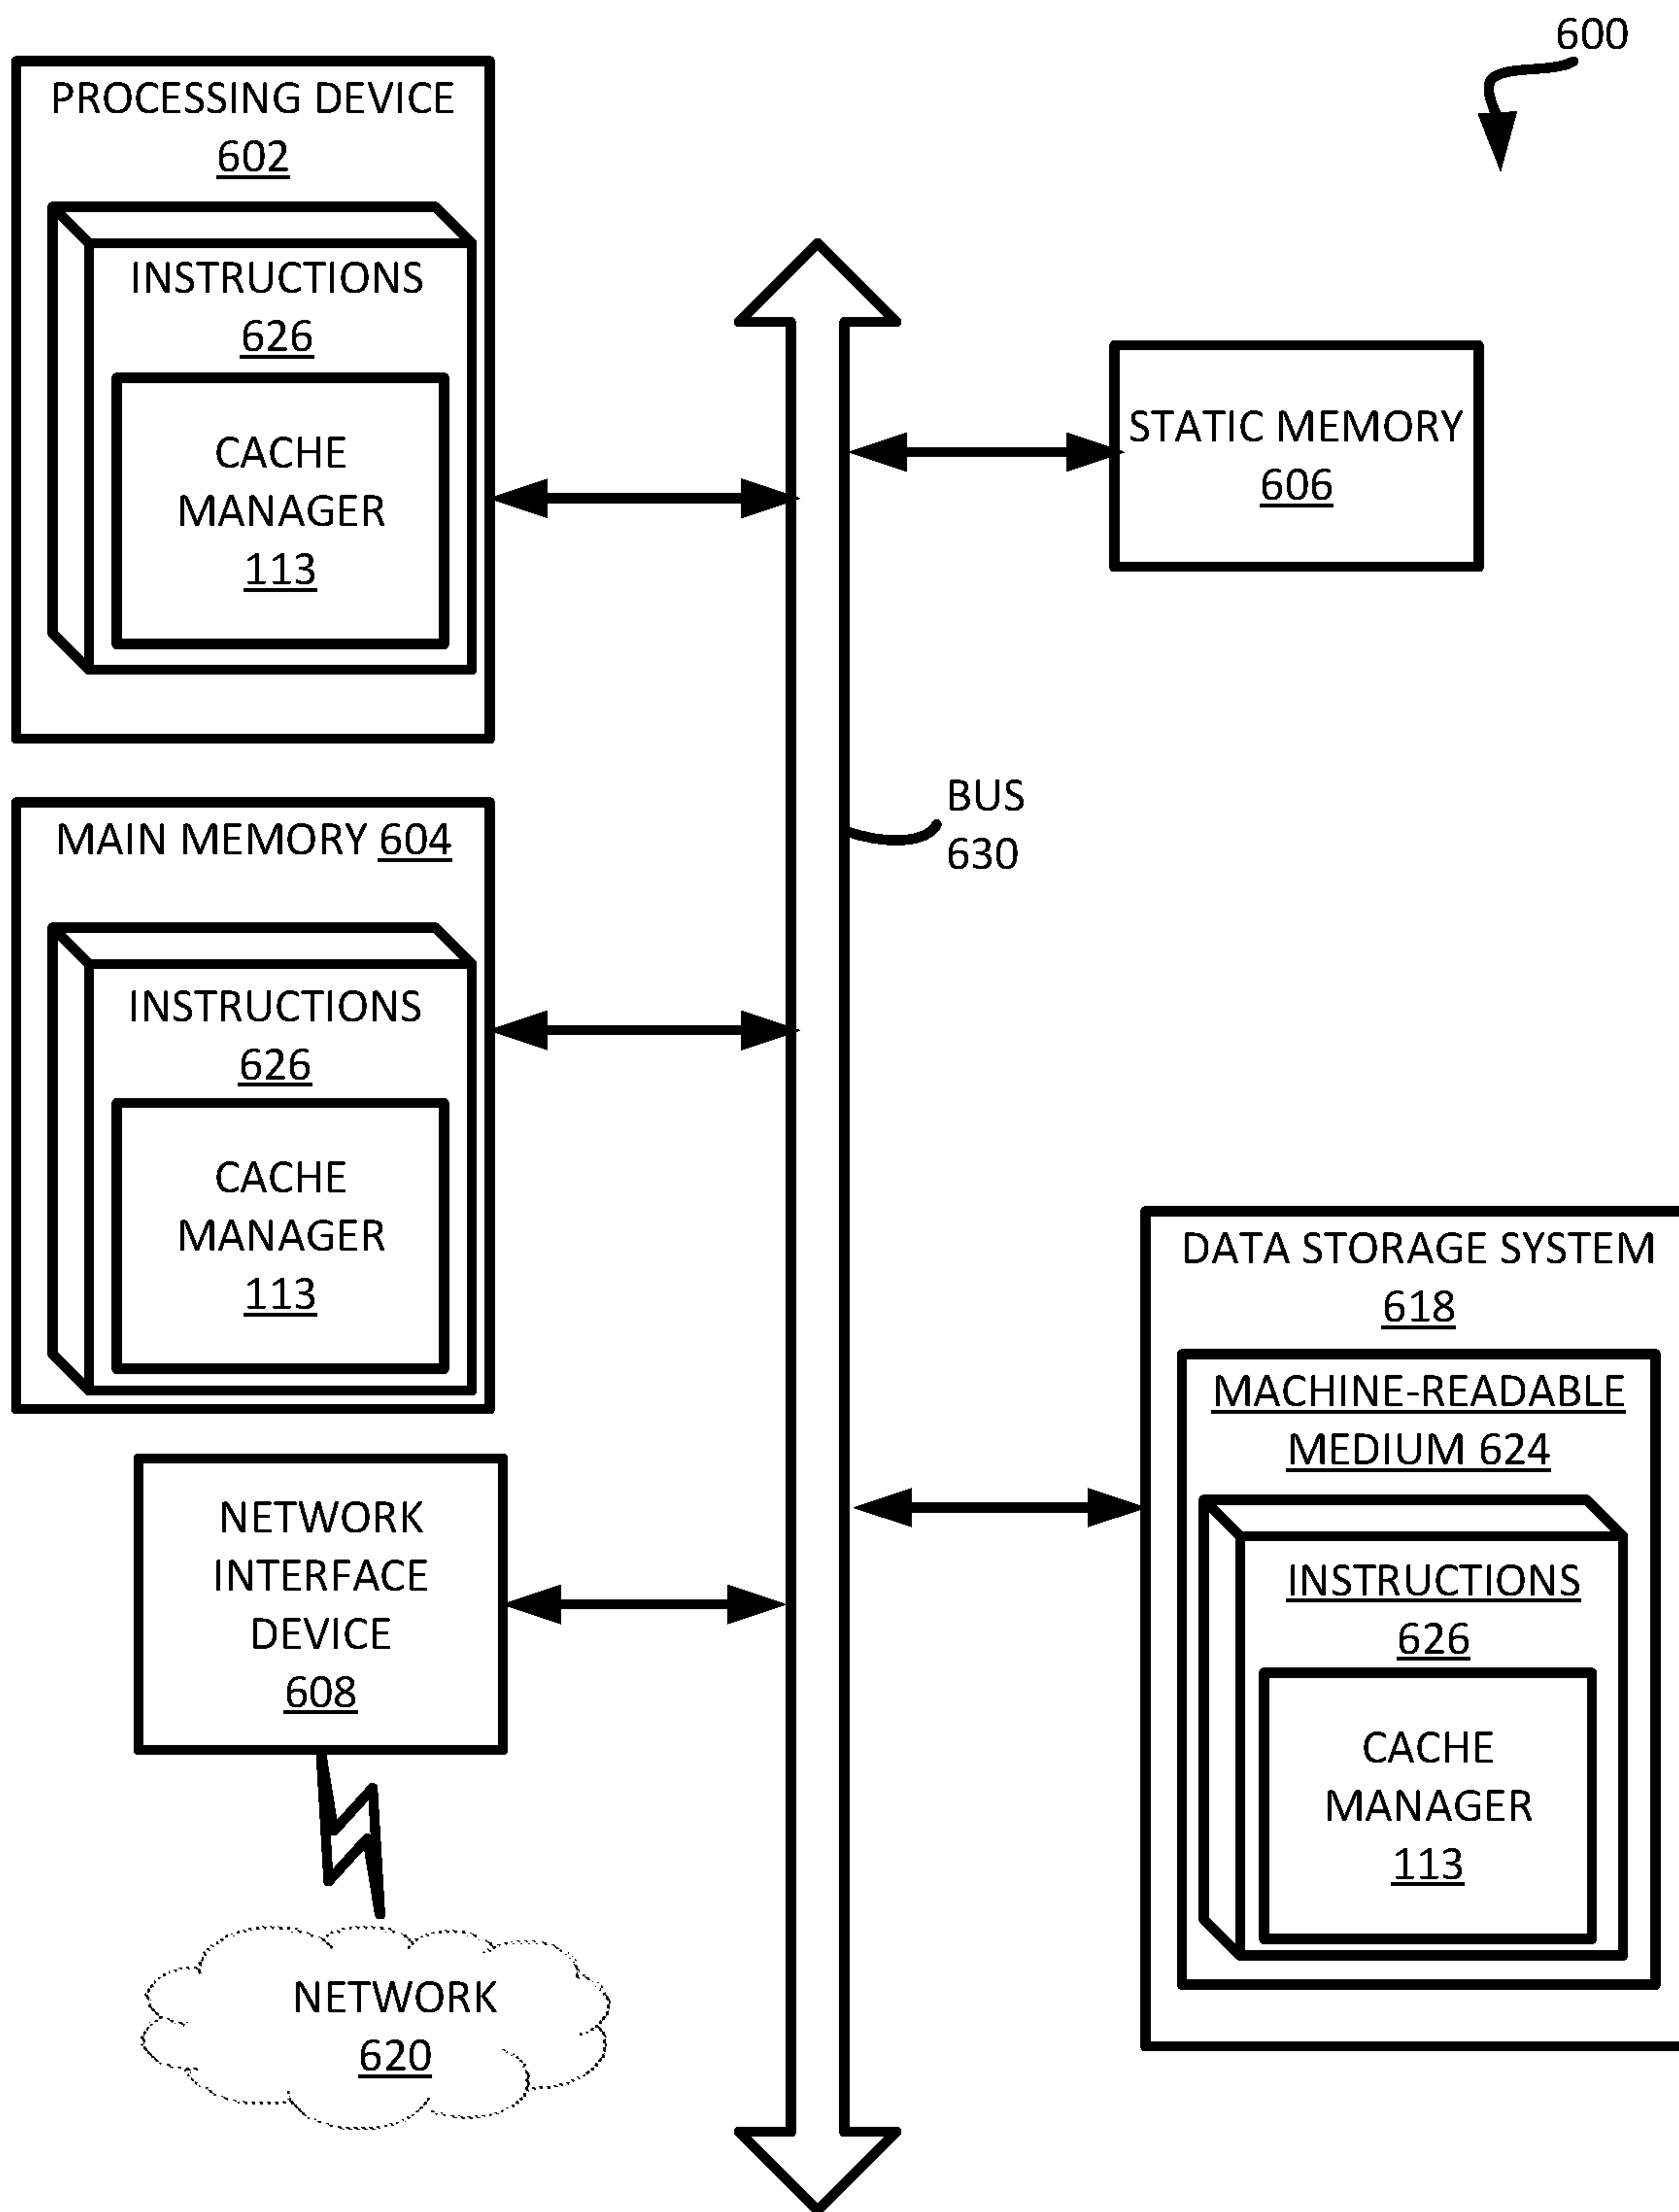 600
PROCESSING DEVICE
602
INSTRUCTIONS
626
CACHE
MANAGER
113
STATIC MEMORY
606
BUS
630
MAIN MEMORY 604
INSTRUCTIONS
626
CACHE
MANAGER
113
DATA STORAGE SYSTEM
618
MACHINE-READABLE
MEDIUM 624
INSTRUCTIONS
626
CACHE
MANAGER
113
NETWORK
INTERFACE
DEVICE
608
NETWORK
620